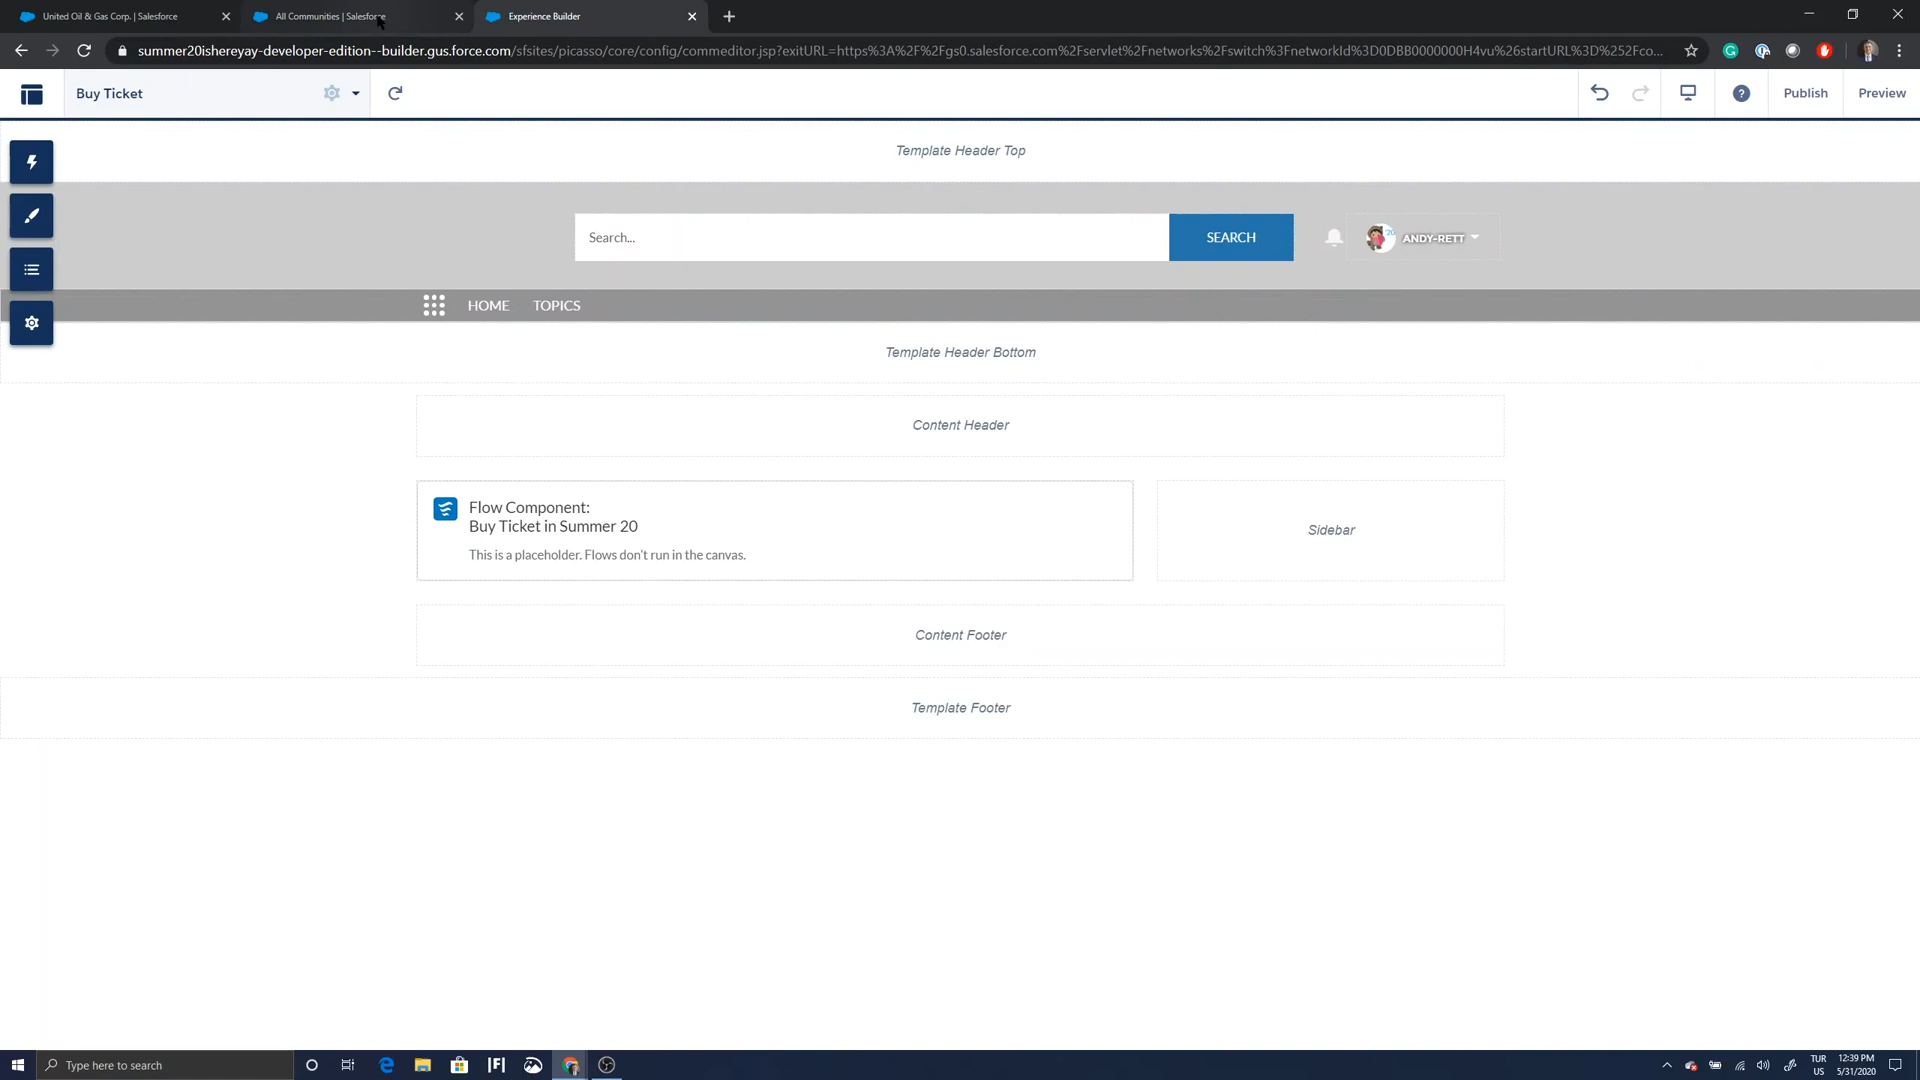 United Oil & Gas Corp. | Salesforce
All Communities | Salesforce
Experience Builder
summer20ishereyay-developer-edition--builder.gus.force.com/sfsites/picasso/core/config/commeditor.jsp?exitURL=https%3A%2F%2Fgs0.salesforce.com%2Fservlet%2Fnetworks%2Fswitch%3FnetworkId%3D0DBB0000000H4vu%26startURL%3D%252Fco...
Buy Ticket
Publish
Preview
Template Header Top
Search...
SEARCH
ANDY-RETT
HOME
TOPICS
Template Header Bottom
Content Header
Flow Component:
Buy Ticket in Summer 20
This is a placeholder. Flows don't run in the canvas.
Sidebar
Content Footer
Template Footer
Type here to search
TUR
US
12:39 PM
5/31/2020